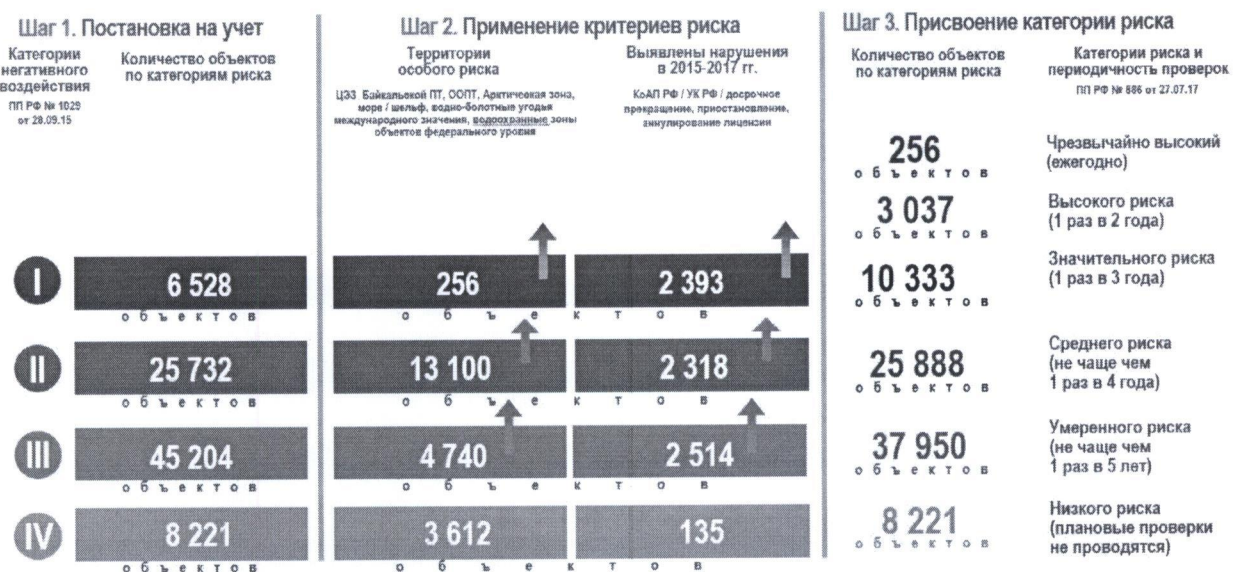 Шаг 1. Постановка на учет
Категории
негативного
воздействия
ПП РФ № 1029
от 28.09.15
Количество объектов
по категориям риска
I
6 528
объектов
II
25 732
объектов
III
45 204
объектов
IV
8 221
объектов
Шаг 2. Применение критериев риска
Территории
особого риска
ЦЭЗ Байкальской ПТ, ООПТ, Арктическая зона,
море / шельф, водно-болотные угодья
международного значения, водоохранные зоны
объектов федерального уровня
Выявлены нарушения
в 2015-2017 гг.
КоАП РФ / УК РФ / досрочное
прекращение, приостановление,
аннулирование лицензии
256
2 393
объектов
13 100
2 318
объектов
4 740
2 514
объектов
3 612
135
объектов
Шаг 3. Присвоение категории риска
Количество объектов
по категориям риска
Категории риска и
периодичность проверок
ПП РФ № 886 от 27.07.17
256
объектов
Чрезвычайно высокий
(ежегодно)
3 037
объектов
Высокого риска
(1 раз в 2 года)
10 333
объектов
Значительного риска
(1 раз в 3 года)
25 888
объектов
Среднего риска
(не чаще чем
1 раз в 4 года)
37 950
объектов
Умеренного риска
(не чаще чем
1 раз в 5 лет)
8 221
объектов
Низкого риска
(плановые проверки
не проводятся)